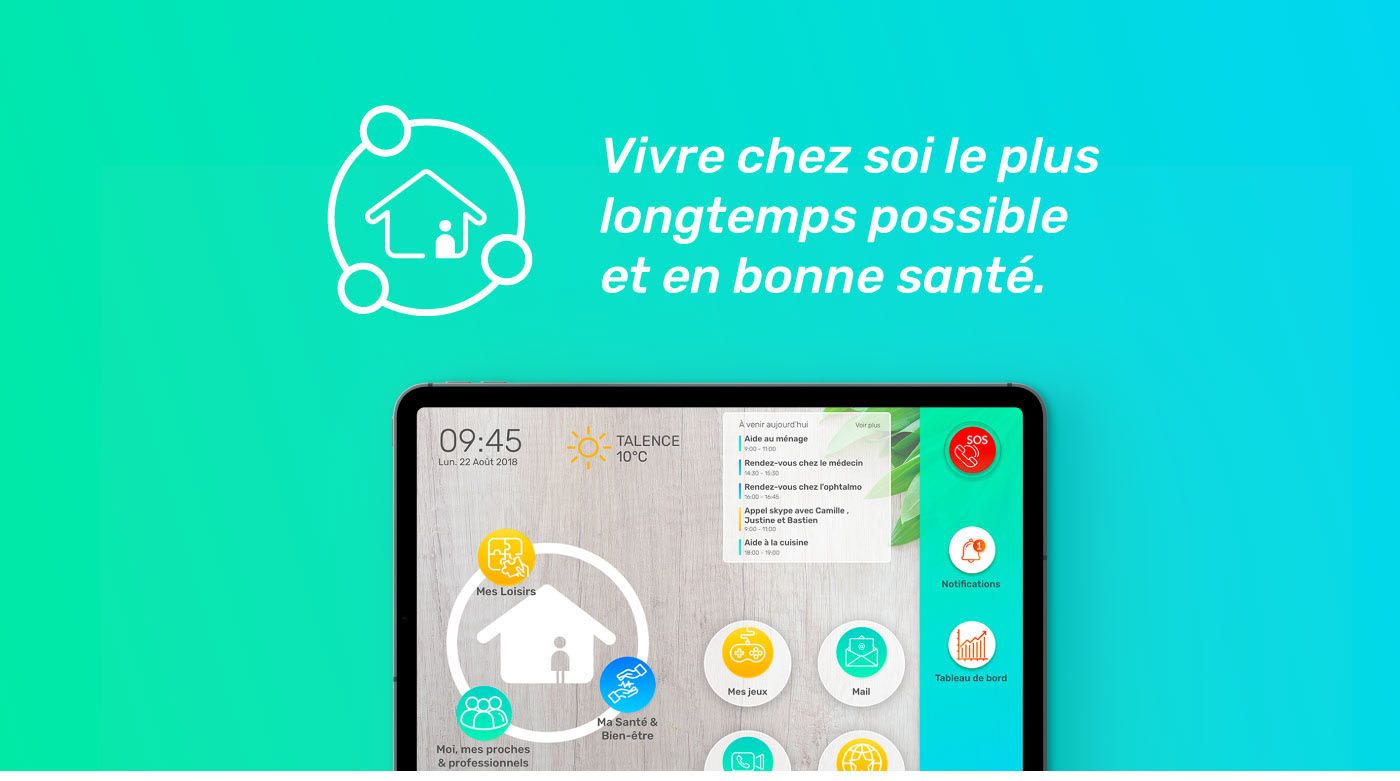 Vivre chez soi le plus
longtemps possible
et en bonne santé.
09:45
Lun. 22 Août 2018
TALENCE
10°C
À venir aujourd'hui
Voir plus
Aide au ménage
9:00 - 11:00
Rendez-vous chez le médecin
14:30 - 15:30
Rendez-vous chez l'ophtalmo
16:00 - 16:45
Appel skype avec Camille ,
Justine et Bastien
9:00 - 11:00
Aide à la cuisine
18:00 - 19:00
SOS
1
Notifications
Tableau de bord
Mes Loisirs
Ma Santé &
Bien-être
Moi, mes proches
& professionnels
Mes jeux
@
Mail